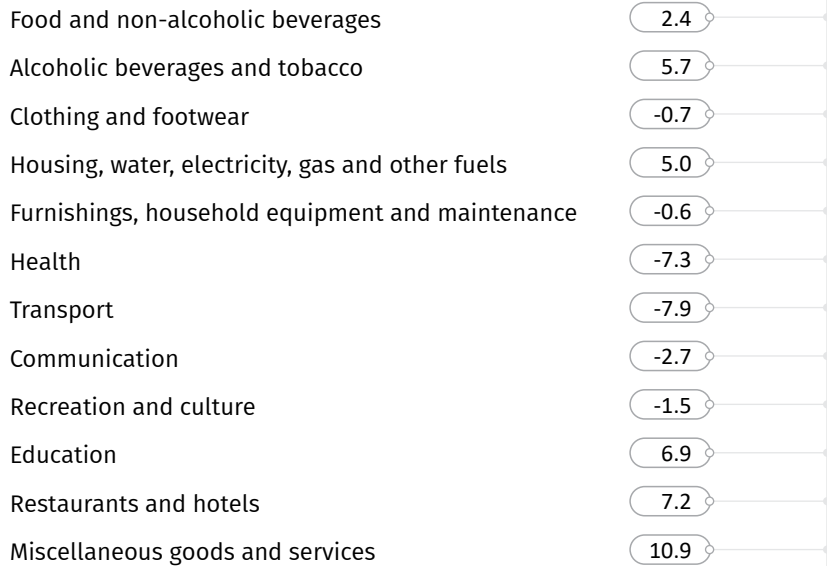 Food and non-alcoholic beverages 2.4
Alcoholic beverages and tobacco 5.7
Clothing and footwear -0.7
Housing, water, electricity, gas and other fuels 5.0
Furnishings, household equipment and maintenance -0.6
Health -7.3
Transport -7.9
Communication -2.7
Recreation and culture -1.5
Education 6.9
Restaurants and hotels 7.2
Miscellaneous goods and services 10.9